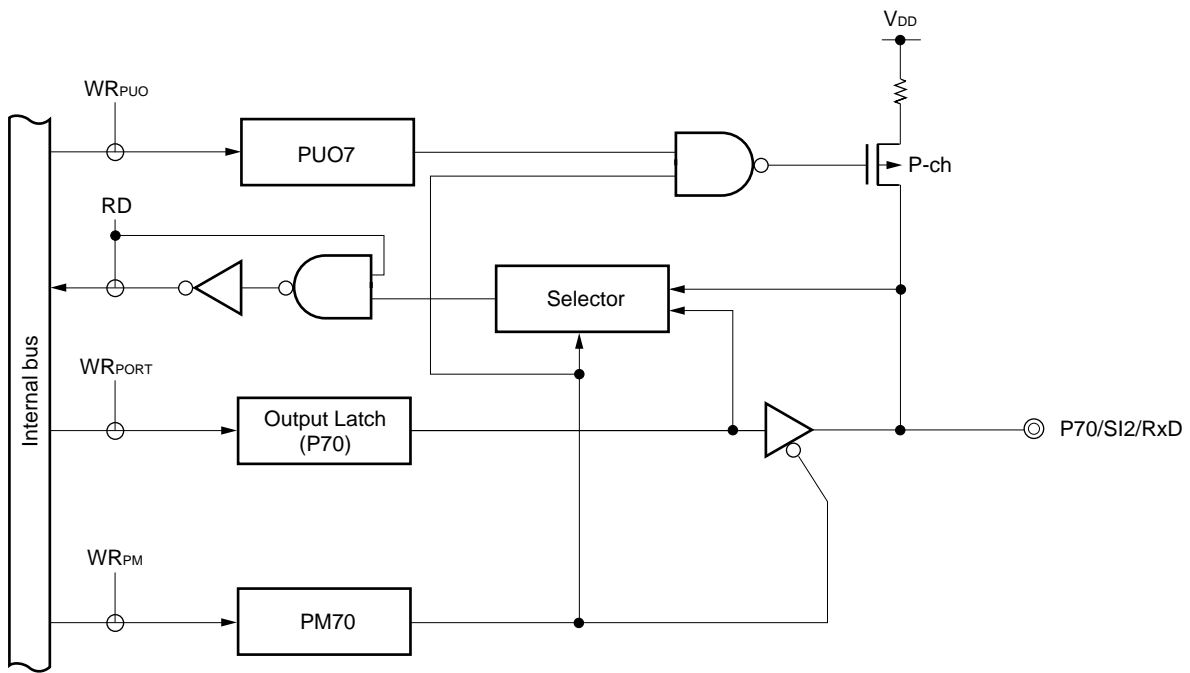 VDD
WRPUO
PUO7
P-ch
RD
Selector
Internal bus
WRPORT
Output Latch
(P70)
P70/SI2/RxD
WRPM
PM70